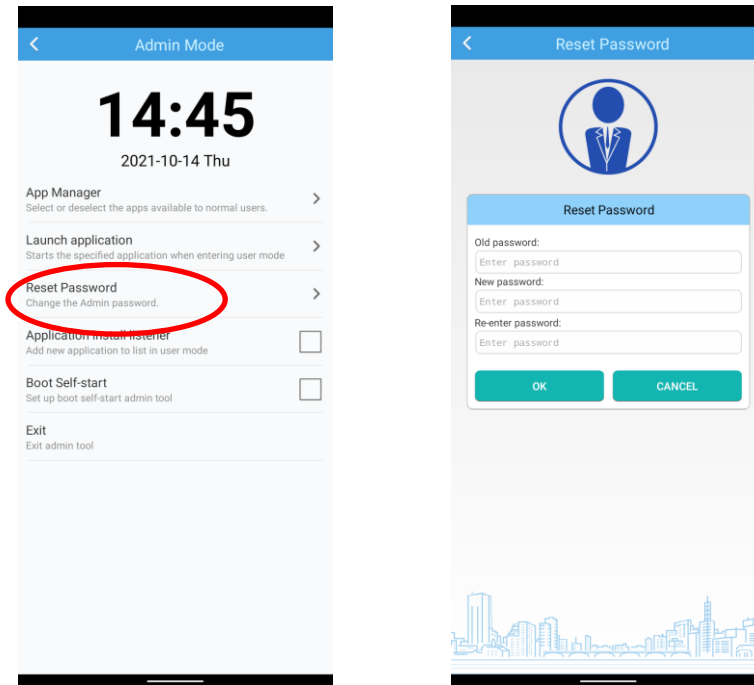 Admin Mode
14:45
2021-10-14 Thu
App Manager
Select or deselect the apps available to normal users.
Launch application
Starts the specified application when entering user mode
Reset Password
Change the Admin password.
Application install listener
Add new application to list in user mode
Boot Self-start
Set up boot self-start admin tool
Exit
Exit admin tool
Reset Password
Reset Password
Old password:
Enter password
New password:
Enter password
Re-enter password:
Enter password
OK CANCEL